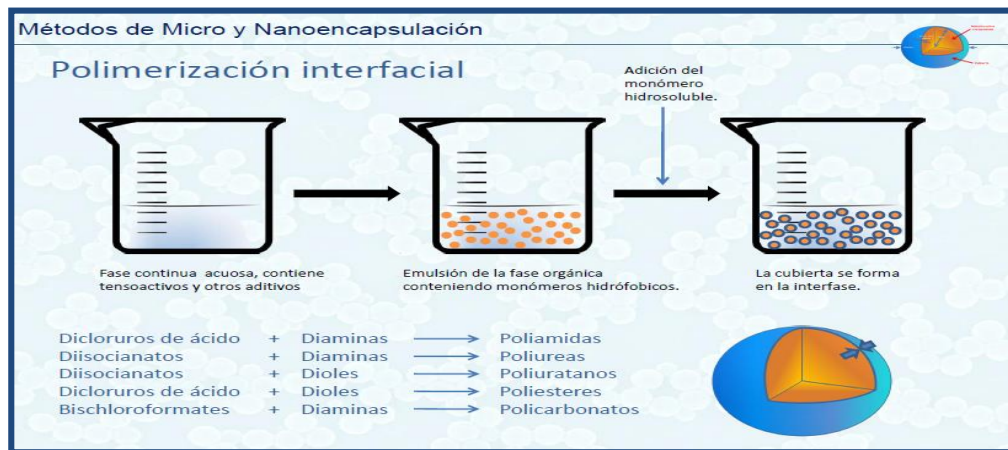 Métodos de Micro y Nanoencapsulación
Polimerización interfacial
Adición del
monómero
hidrosoluble.
Fase continua acuosa, contiene
tensoactivos y otros aditivos
Emulsión de la fase orgánica
conteniendo monómeros hidrófobicos.
La cubierta se forma
en la interfase.
Dicloruros de ácido + Diaminas Poliamidas
Diisocianatos + Diaminas Poliureas
Diisocianatos + Dioles Poliuratanos
Dicloruros de ácido + Dioles Poliesteres
Bischloroformates + Diaminas Policarbonatos